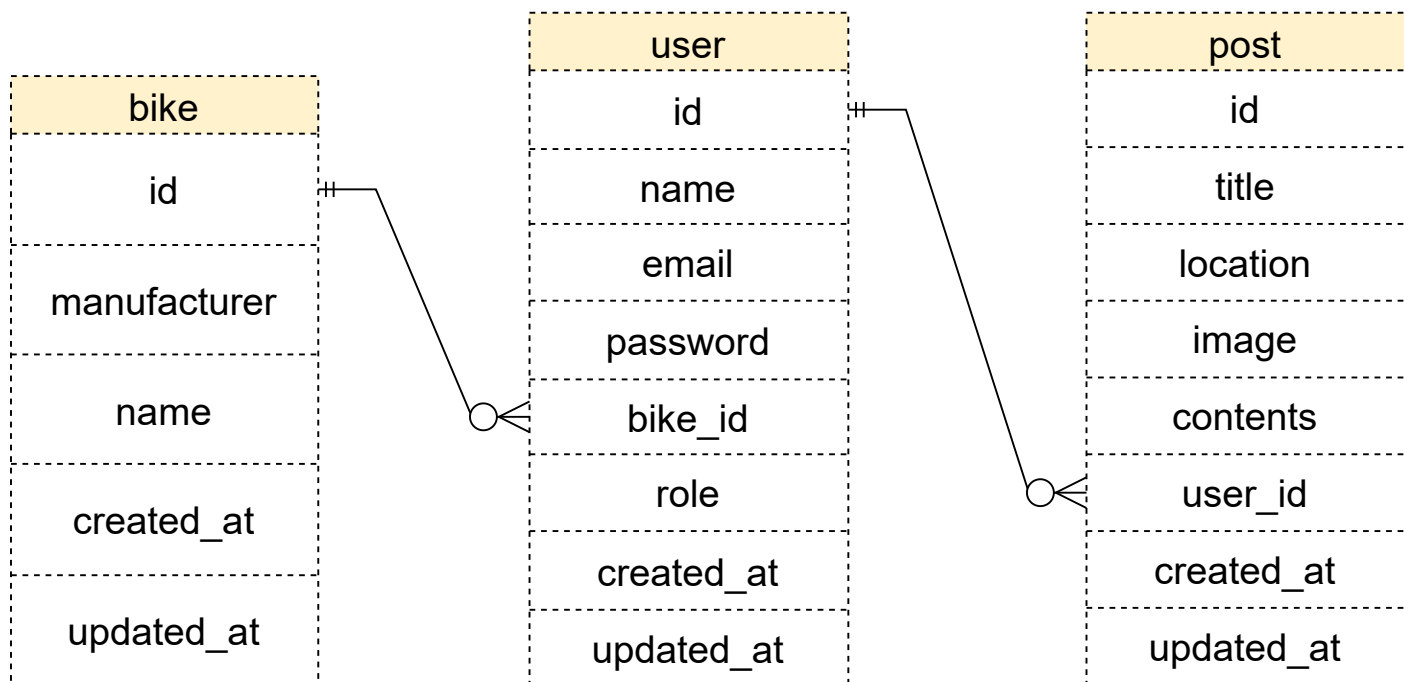 bike
id
manufacturer
name
created_at
updated_at
user
id
name
email
password
bike_id
role
created_at
updated_at
post
id
title
location
image
contents
user_id
created_at
updated_at